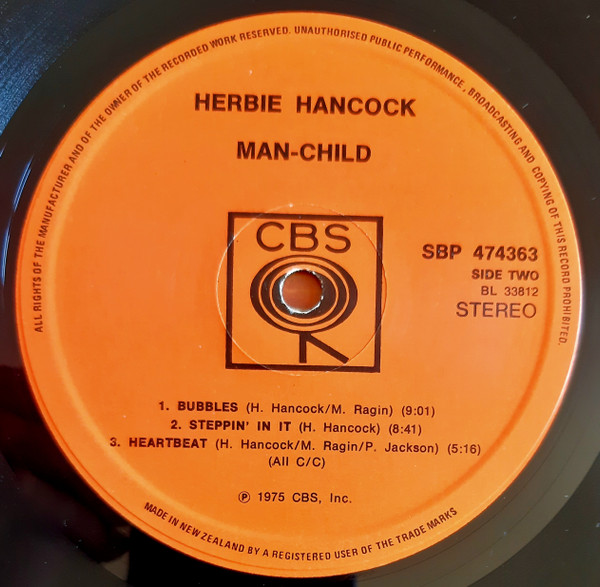 ALL RIGHTS OF THE MANUFACTURER AND OF THE OWNER OF THE RECORDED WORK RESERVED. UNAUTHORISED PUBLIC PERFORMANCE, BROADCASTING AND COPYING OF THIS RECORD PROHIBITED.
HERBIE HANCOCK
MAN-CHILD
CBS
SBP 474363
SIDE TWO
BL 33812
STEREO
1. BUBBLES (H. Hancock/M. Ragin) (9:01)
2. STEPPIN' IN IT (H. Hancock) (8:41)
3. HEARTBEAT (H. Hancock/M. Ragin/P. Jackson) (5:16)
(All C/C)
℗ 1975 CBS, Inc.
MADE IN NEW ZEALAND BY A REGISTERED USER OF THE TRADE MARKS